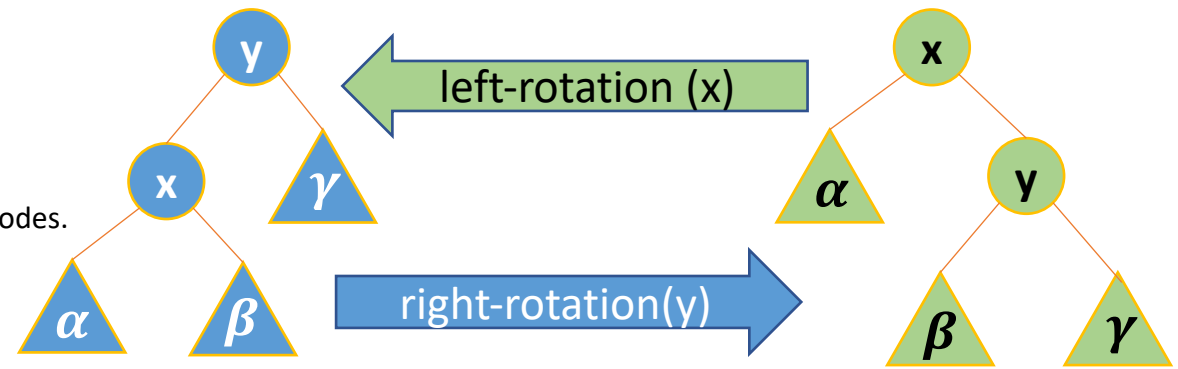 y
x
left-rotation (x)
x
γ
α
y
odes.
α
β
right-rotation(y)
β
γ